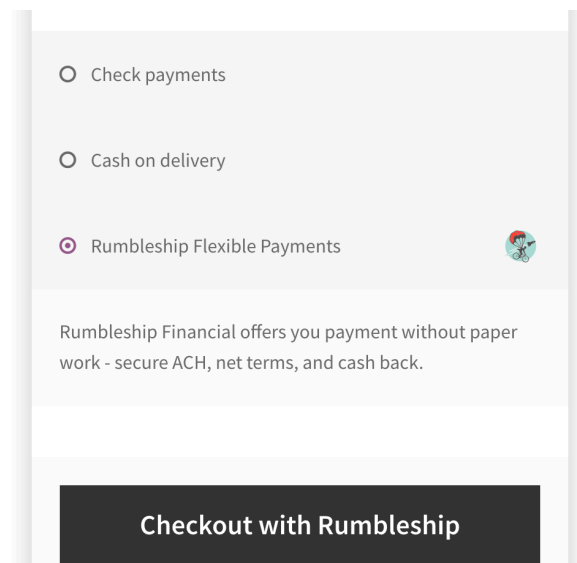 Check payments
Cash on delivery
Rumbleship Flexible Payments
Rumbleship Financial offers you payment without paper
work - secure ACH, net terms, and cash back.
Checkout with Rumbleship